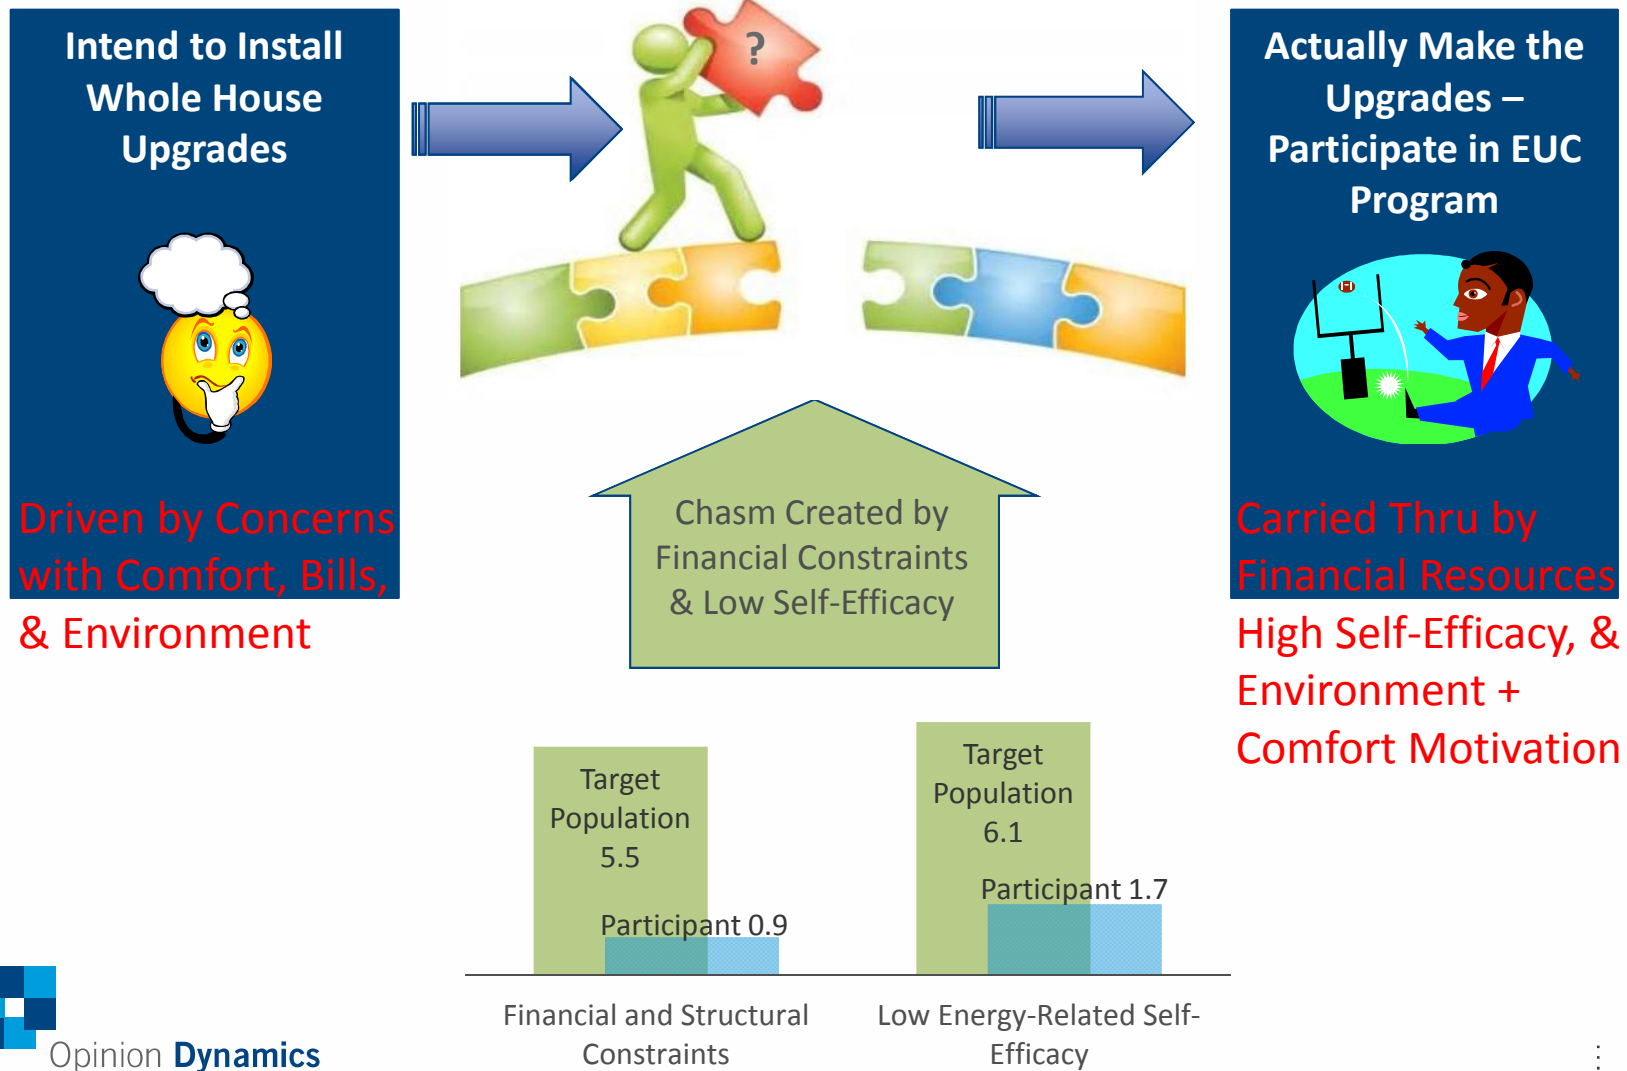 Intend to Install
Whole House
Upgrades
Driven by Concerns
with Comfort, Bills,
& Environment
?
Actually Make the
Upgrades –
Participate in EUC
Program
Carried Thru by
Financial Resources
High Self-Efficacy, &
Environment +
Comfort Motivation
Chasm Created by
Financial Constraints
& Low Self-Efficacy
Target
Population
5.5
Participant 0.9
Target
Population
6.1
Participant 1.7
Financial and Structural
Constraints
Low Energy-Related Self-
Efficacy
Opinion Dynamics